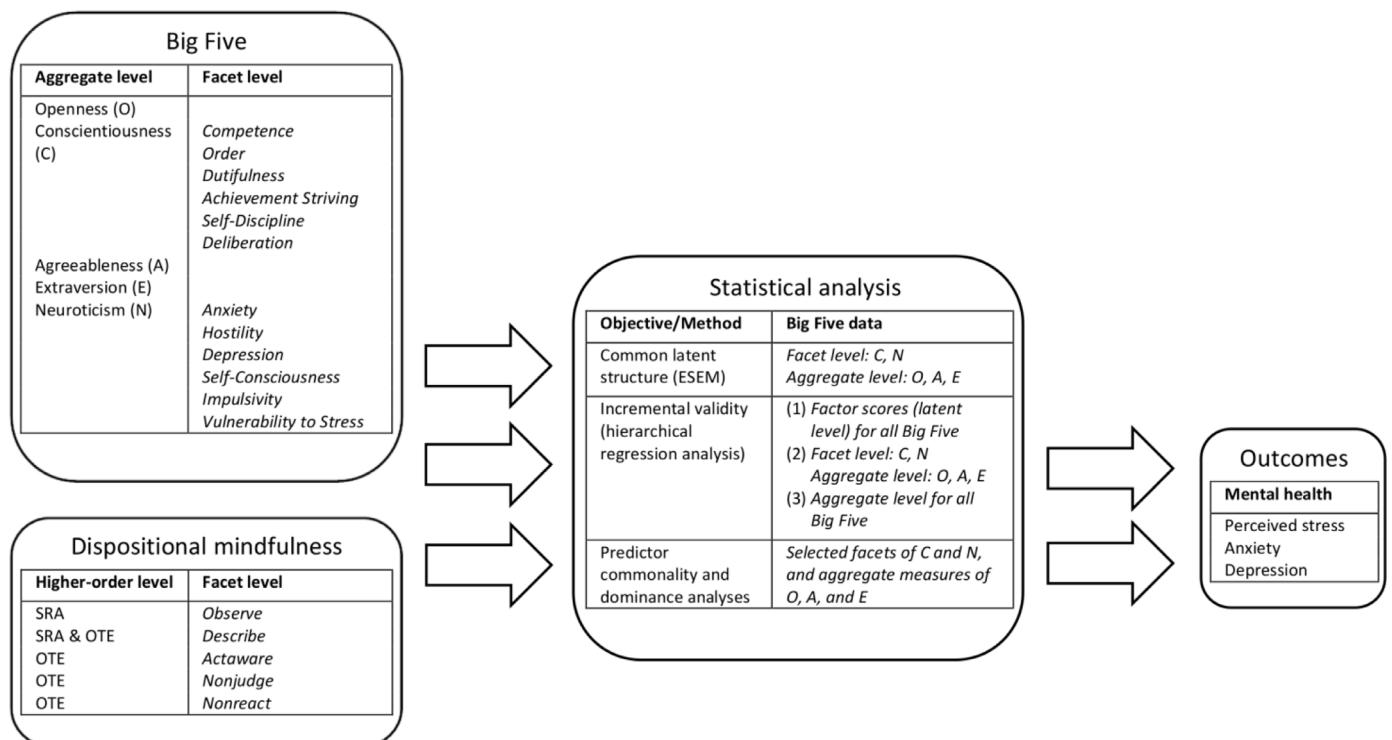 Big Five
Aggregate level Facet level
Openness (O)
Conscientiousness Competence
(C) Order
Dutifulness
Achievement Striving
Self-Discipline
Deliberation
Agreeableness (A)
Extraversion (E)
Neuroticism (N) Anxiety
Hostility
Depression
Self-Consciousness
Impulsivity
Vulnerability to Stress
Dispositional mindfulness
Higher-order level Facet level
SRA Observe
SRA & OTE Describe
OTE Actaware
OTE Nonjudge
OTE Nonreact
Statistical analysis
Objective/Method Big Five data
Common latent Facet level: C, N
structure (ESEM) Aggregate level: O, A, E
Incremental validity (1) Factor scores (latent
(hierarchical level) for all Big Five
regression analysis) (2) Facet level: C, N
Aggregate level: O, A, E
(3) Aggregate level for all
Big Five
Predictor Selected facets of C and N,
commonality and and aggregate measures of
dominance analyses O, A, and E
Outcomes
Mental health
Perceived stress
Anxiety
Depression